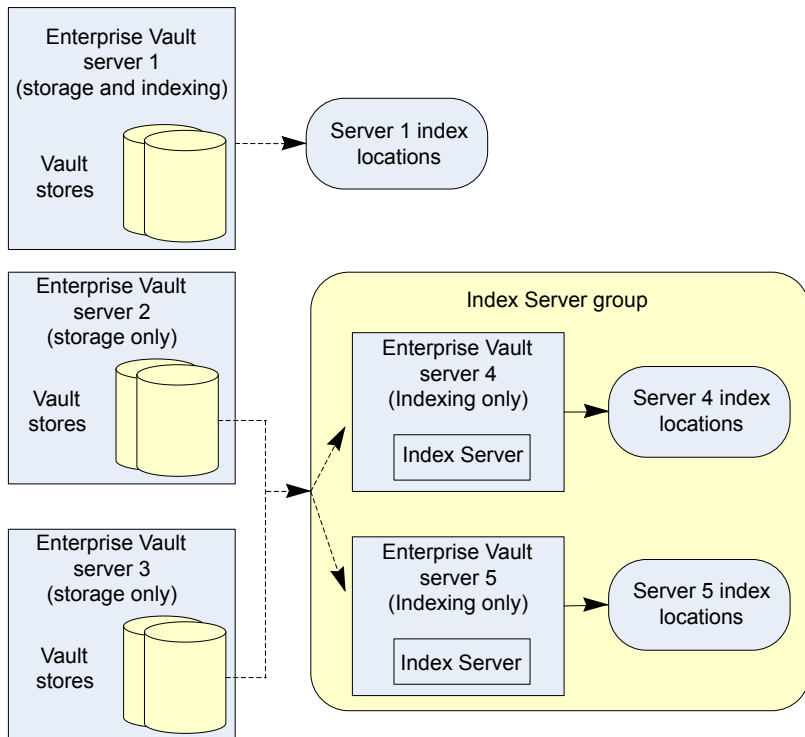 Enterprise Vault
server 1
(storage and indexing)
Vault
stores
Server 1 index
locations
Enterprise Vault
server 2
(storage only)
Vault
stores
Enterprise Vault
server 3
(storage only)
Vault
stores
Index Server group
Enterprise Vault
server 4
(Indexing only)
Index Server
Server 4 index
locations
Enterprise Vault
server 5
(Indexing only)
Index Server
Server 5 index
locations